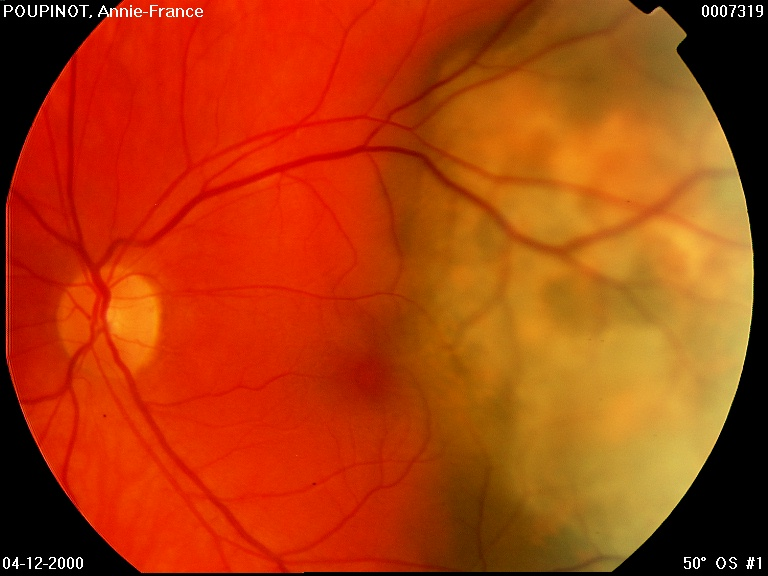 POUPINOT, Annie-France
0007319
04-12-2000
50° OS #1